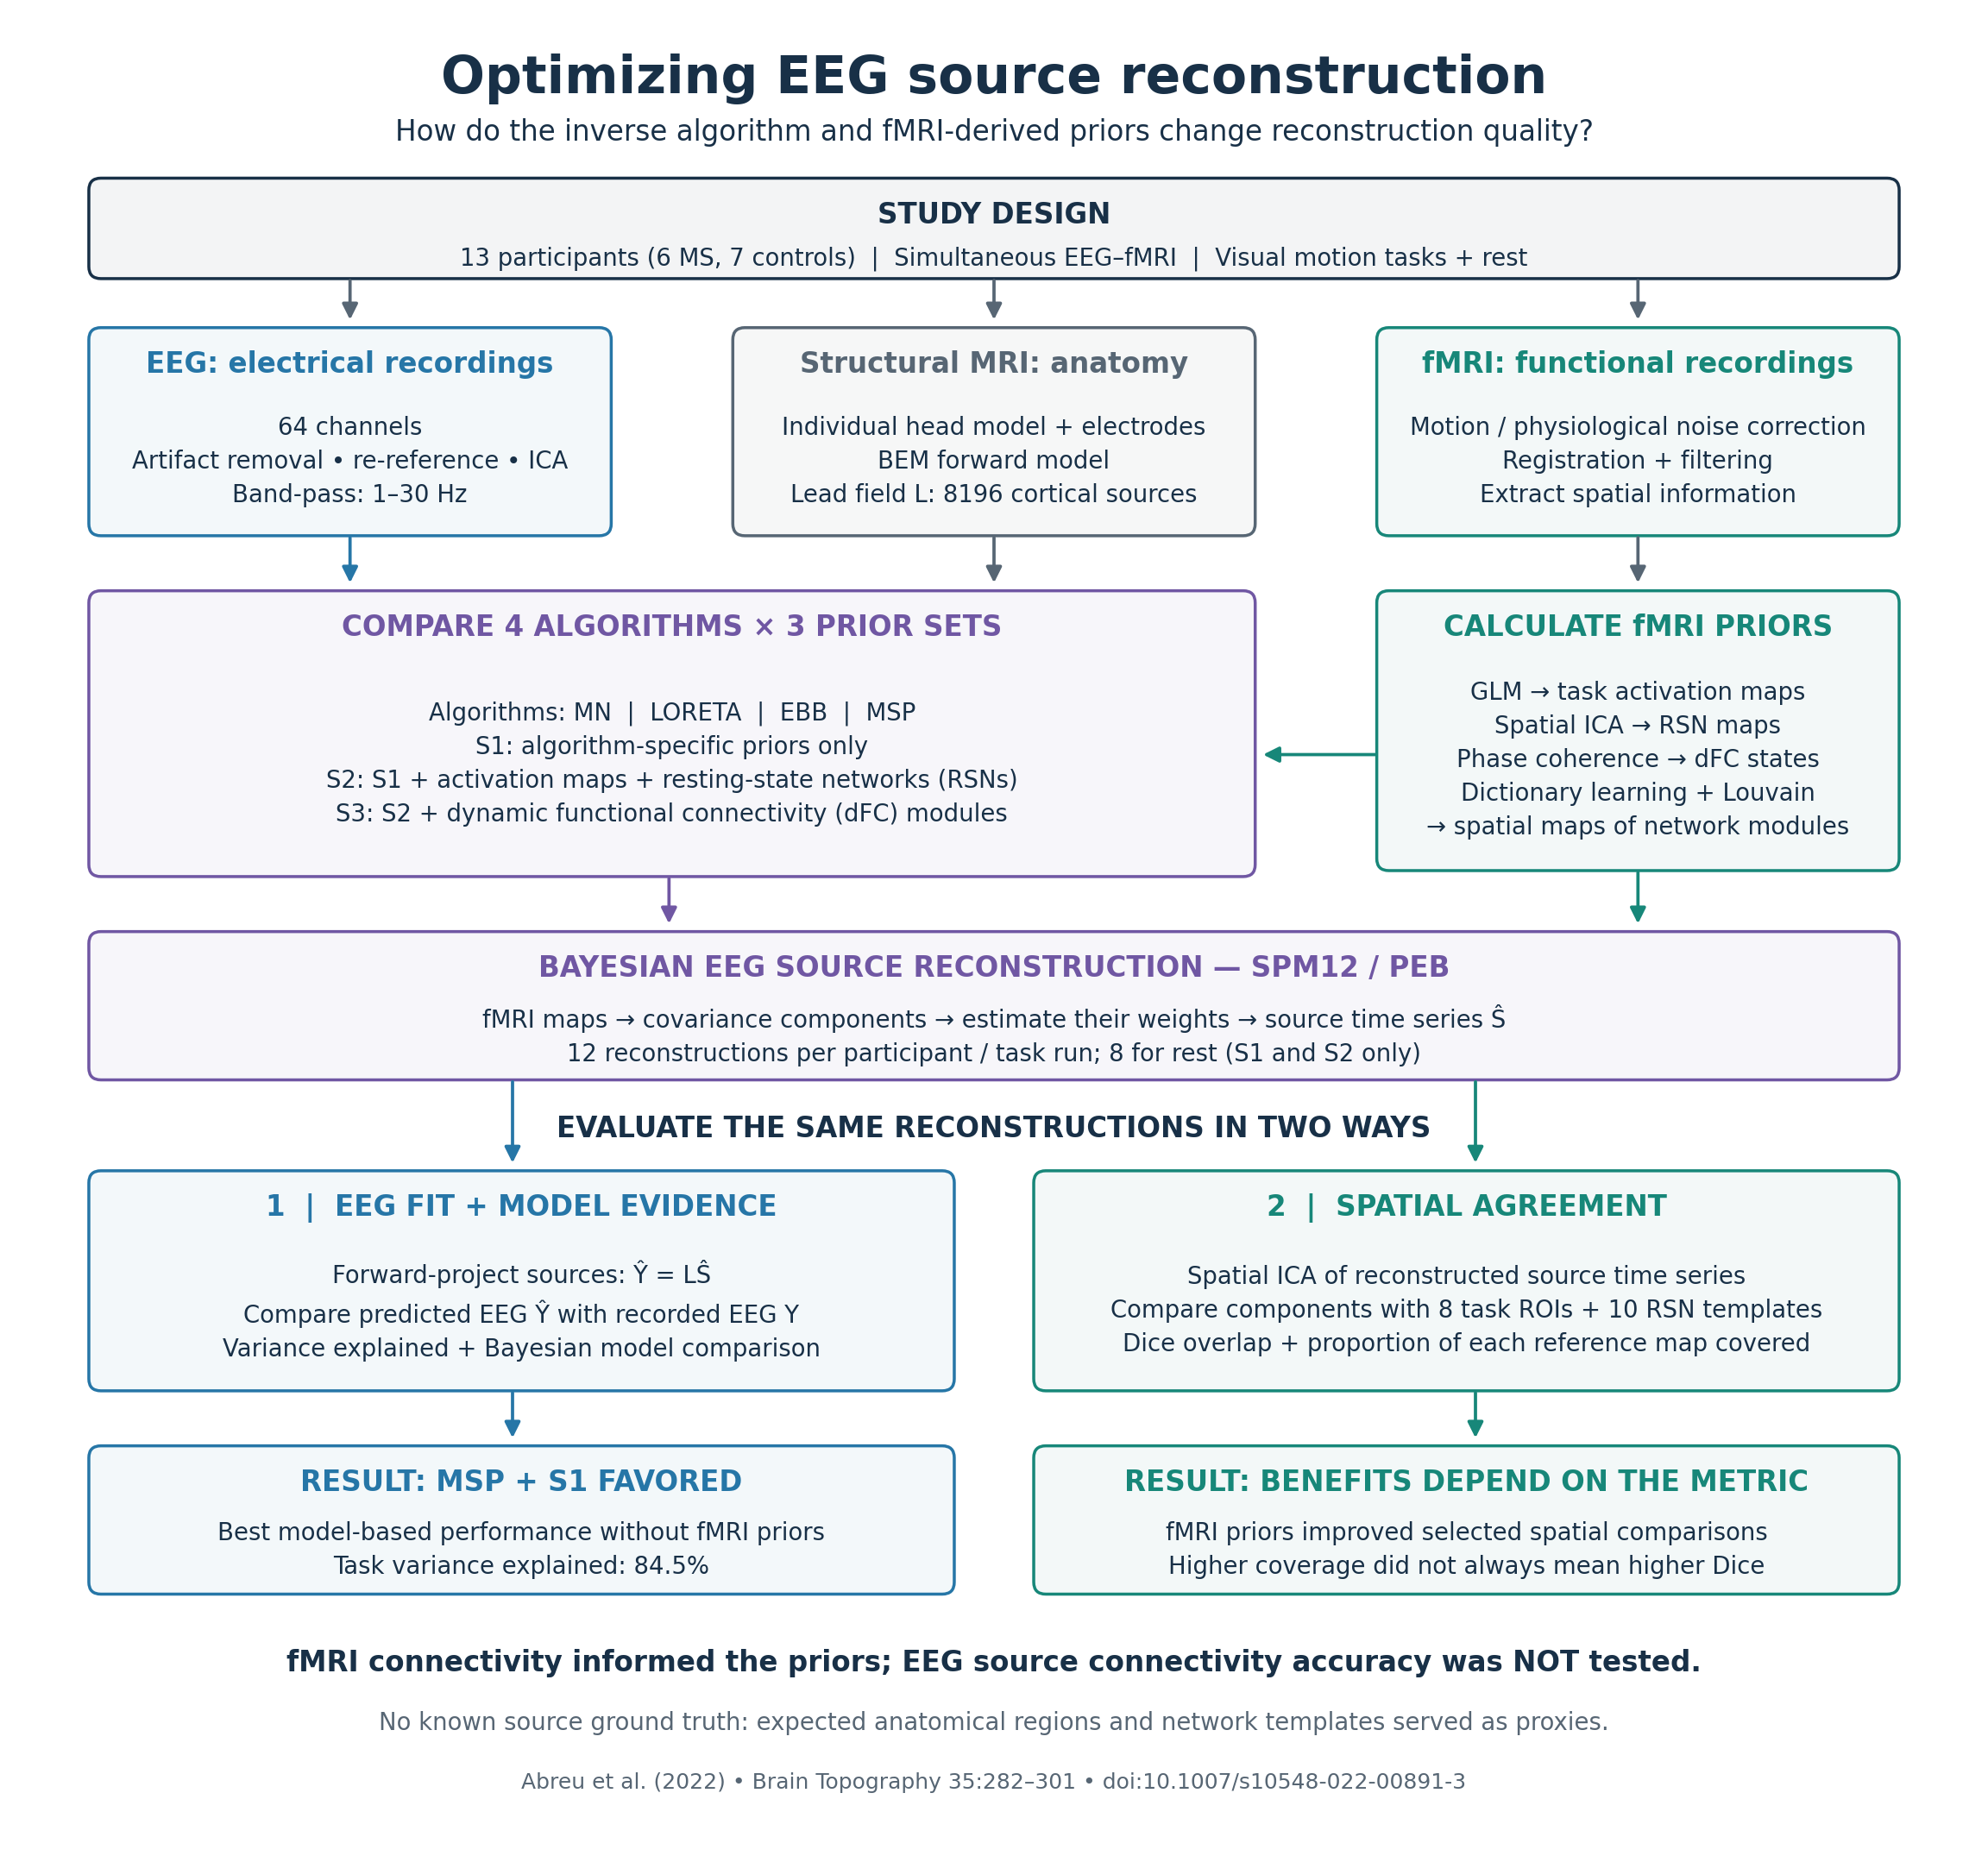 Optimizing EEG source reconstruction
How do the inverse algorithm and fMRI-derived priors change reconstruction quality?
STUDY DESIGN
13 participants (6 MS, 7 controls) | Simultaneous EEG–fMRI | Visual motion tasks + rest
EEG: electrical recordings
64 channels
Artifact removal • re-reference • ICA
Band-pass: 1–30 Hz
Structural MRI: anatomy
Individual head model + electrodes
BEM forward model
Lead field L: 8196 cortical sources
fMRI: functional recordings
Motion / physiological noise correction
Registration + filtering
Extract spatial information
COMPARE 4 ALGORITHMS × 3 PRIOR SETS
Algorithms: MN | LORETA | EBB | MSP
S1: algorithm-specific priors only
S2: S1 + activation maps + resting-state networks (RSNs)
S3: S2 + dynamic functional connectivity (dFC) modules
CALCULATE fMRI PRIORS
GLM → task activation maps
Spatial ICA → RSN maps
Phase coherence → dFC states
Dictionary learning + Louvain
→ spatial maps of network modules
BAYESIAN EEG SOURCE RECONSTRUCTION — SPM12 / PEB
fMRI maps → covariance components → estimate their weights → source time series Ŝ
12 reconstructions per participant / task run; 8 for rest (S1 and S2 only)
EVALUATE THE SAME RECONSTRUCTIONS IN TWO WAYS
1 | EEG FIT + MODEL EVIDENCE
Forward-project sources: Ŷ = LŜ
Compare predicted EEG Ŷ with recorded EEG Y
Variance explained + Bayesian model comparison
2 | SPATIAL AGREEMENT
Spatial ICA of reconstructed source time series
Compare components with 8 task ROIs + 10 RSN templates
Dice overlap + proportion of each reference map covered
RESULT: MSP + S1 FAVORED
Best model-based performance without fMRI priors
Task variance explained: 84.5%
RESULT: BENEFITS DEPEND ON THE METRIC
fMRI priors improved selected spatial comparisons
Higher coverage did not always mean higher Dice
fMRI connectivity informed the priors; EEG source connectivity accuracy was NOT tested.
No known source ground truth: expected anatomical regions and network templates served as proxies.
Abreu et al. (2022) • Brain Topography 35:282–301 • doi:10.1007/s10548-022-00891-3